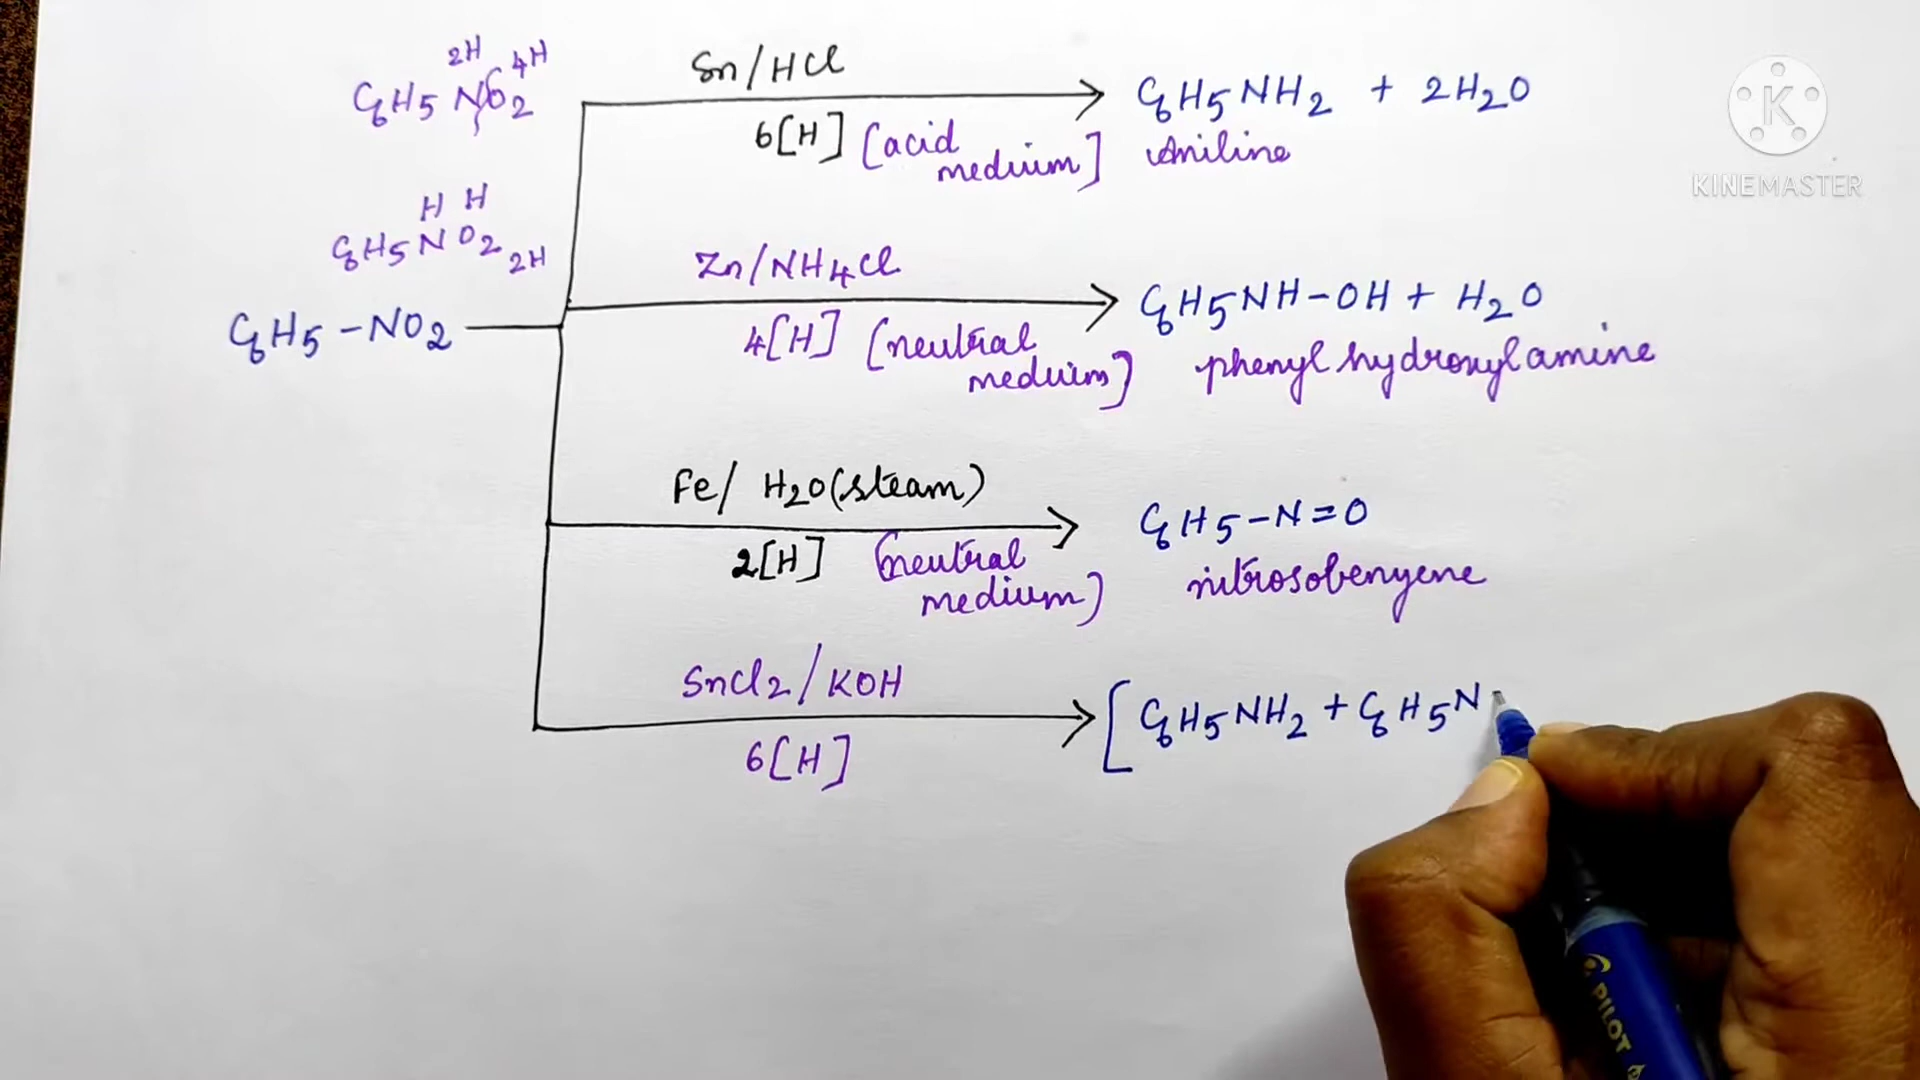 2H 4H
C6H5 NO2
Sn/HCl
6[H] [acid medium]
C6H5NH2 + 2H2O
Aniline
H H
C6H5 N O2 2H
Zn/NH4Cl
4[H] [neutral medium]
C6H5NH-OH + H2O
phenyl hydroxylamine
C6H5-NO2
Fe/ H2O(steam)
2[H] (neutral medium)
C6H5-N=O
nitrosobenzene
SnCl2/KOH
6[H]
[C6H5NH2 + C6H5N
K
KINEMASTER
PILOT